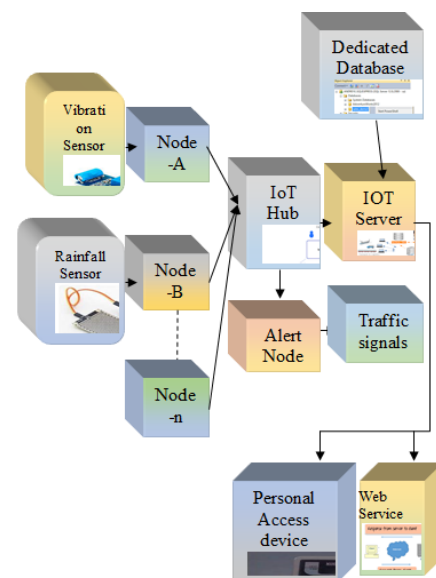 Dedicated
Database
Vibrati
on
Sensor
Node
-A
IoT
Hub
IOT
Server
Rainfall
Sensor
Node
-B
Alert
Node
Traffic
signals
Node
-n
Personal
Access
device
Web
Service